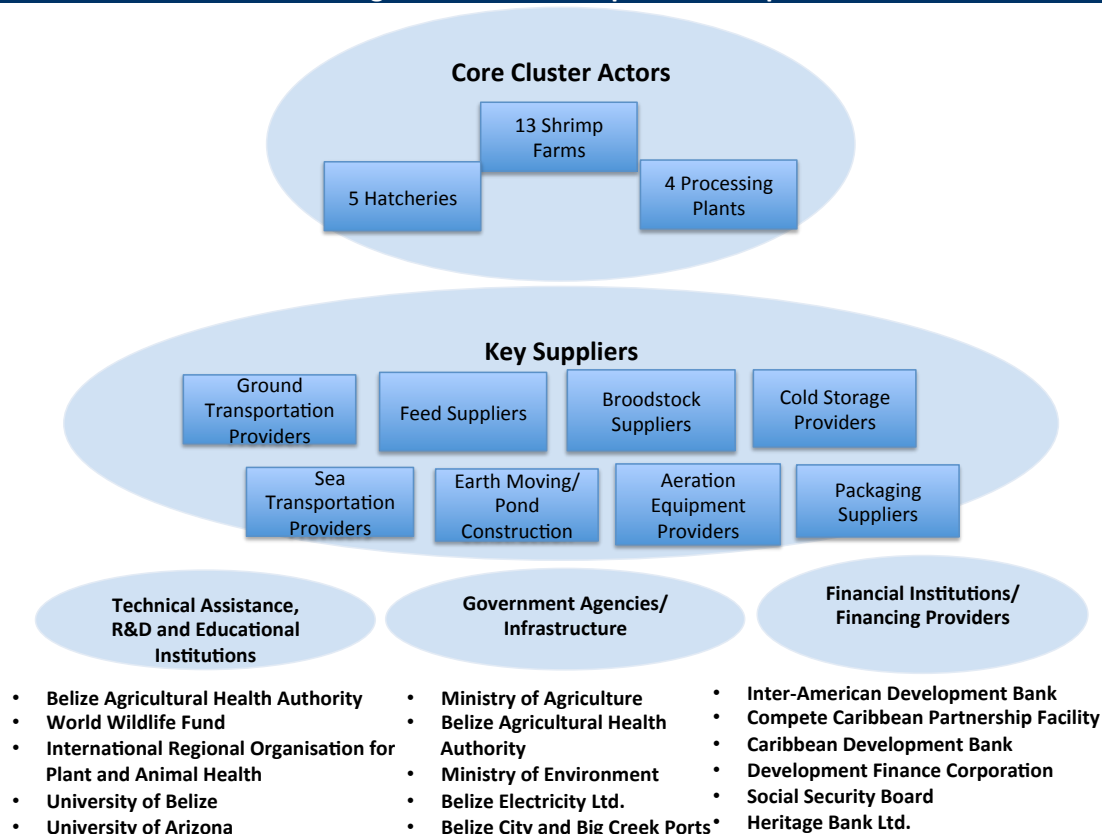 Core Cluster Actors
13 Shrimp
Farms
5 Hatcheries
4 Processing
Plants
Key Suppliers
Ground
Transportation
Providers
Feed Suppliers
Broodstock
Suppliers
Cold Storage
Providers
Sea
Transportation
Providers
Earth Moving/
Pond
Construction
Aeration
Equipment
Providers
Packaging
Suppliers
Technical Assistance,
R&D and Educational
Institutions
• Belize Agricultural Health Authority
• World Wildlife Fund
• International Regional Organisation for
Plant and Animal Health
• University of Belize
• University of Arizona
Government Agencies/
Infrastructure
• Ministry of Agriculture
• Belize Agricultural Health
Authority
• Ministry of Environment
• Belize Electricity Ltd.
• Belize City and Big Creek Ports
Financial Institutions/
Financing Providers
• Inter-American Development Bank
• Compete Caribbean Partnership Facility
• Caribbean Development Bank
• Development Finance Corporation
• Social Security Board
• Heritage Bank Ltd.